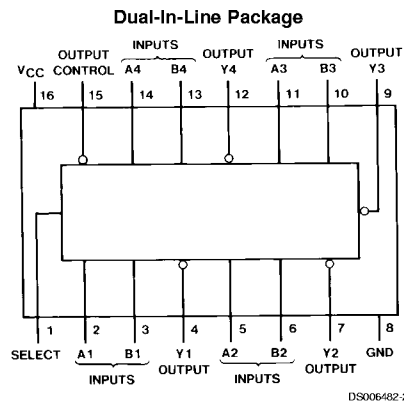 Dual-In-Line Package
OUTPUT INPUTS OUTPUT INPUTS OUTPUT
VCC CONTROL A4 B4 Y4 A3 B3 Y3
16 15 14 13 12 11 10 9
1 2 3 4 5 6 7 8
SELECT A1 B1 Y1 A2 B2 Y2 GND
INPUTS OUTPUT INPUTS OUTPUT
DS006482-2